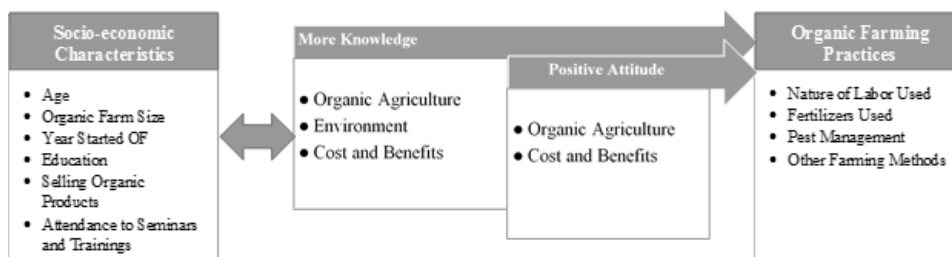 Socio-economic
Characteristics
• Age
• Organic Farm Size
• Year Started OF
• Education
• Selling Organic
Products
• Attendance to Seminars
and Trainings
More Knowledge
● Organic Agriculture
● Environment
● Cost and Benefits
Positive Attitude
● Organic Agriculture
● Cost and Benefits
Organic Farming
Practices
• Nature of Labor Used
• Fertilizers Used
• Pest Management
• Other Farming Methods